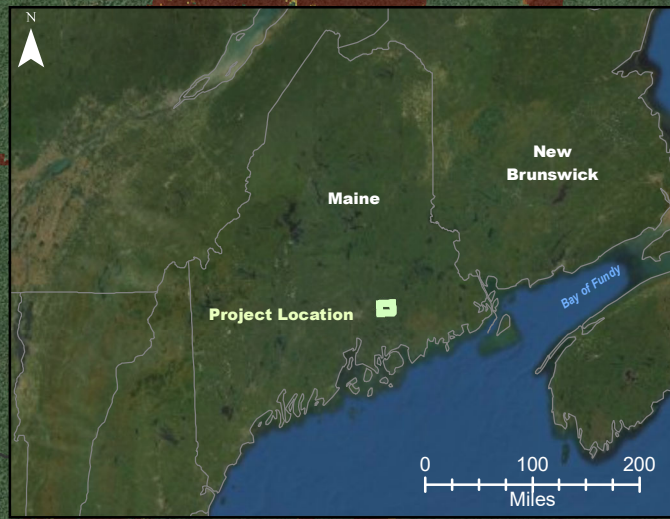 N
Maine
New
Brunswick
Project Location
Bay of Fundy
0 100 200
Miles